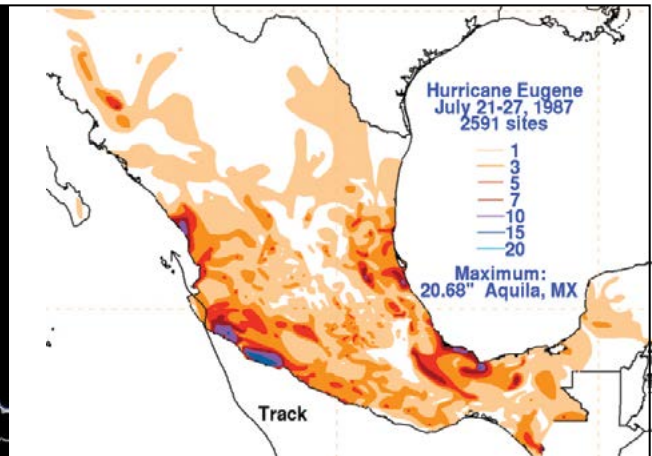 Hurricane Eugene
July 21-27, 1987
2591 sites
1
3
5
7
10
15
20
Maximum:
20.68" Aquila, MX
Track